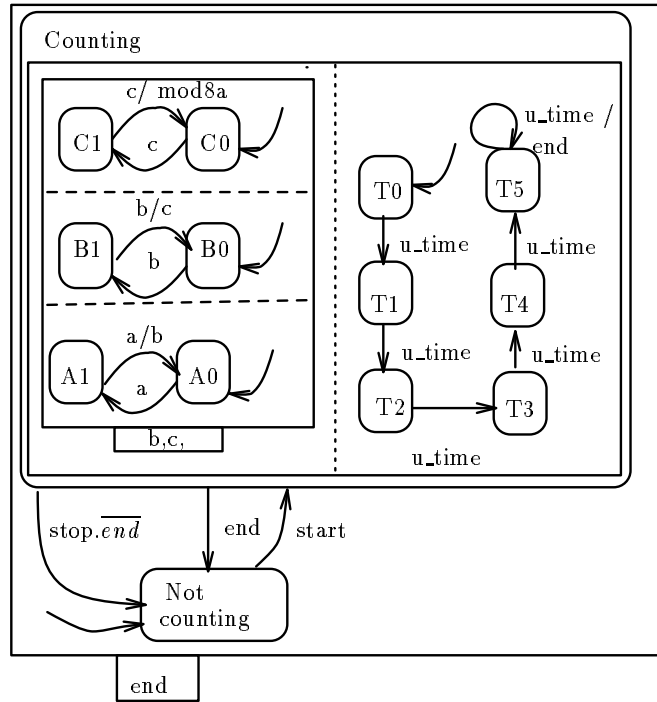 Counting
c/ mod8a
C1
c
C0
b/c
B1
b
B0
a/b
A1
a
A0
b,c,
u_time /
end
T0
T5
u_time
u_time
T1
T4
u_time
u_time
T2
T3
u_time
stop.end
end
start
Not
counting
end